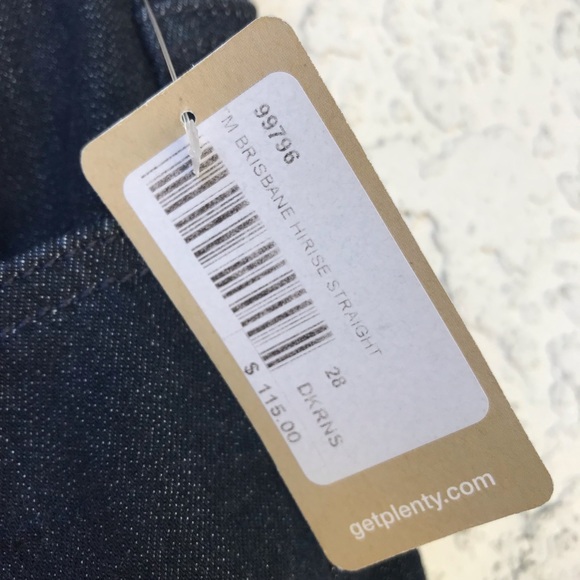 99796
TM BRISBANE HIRISE STRAIGHT
28
DKRNS
$ 115.00
getplenty.com